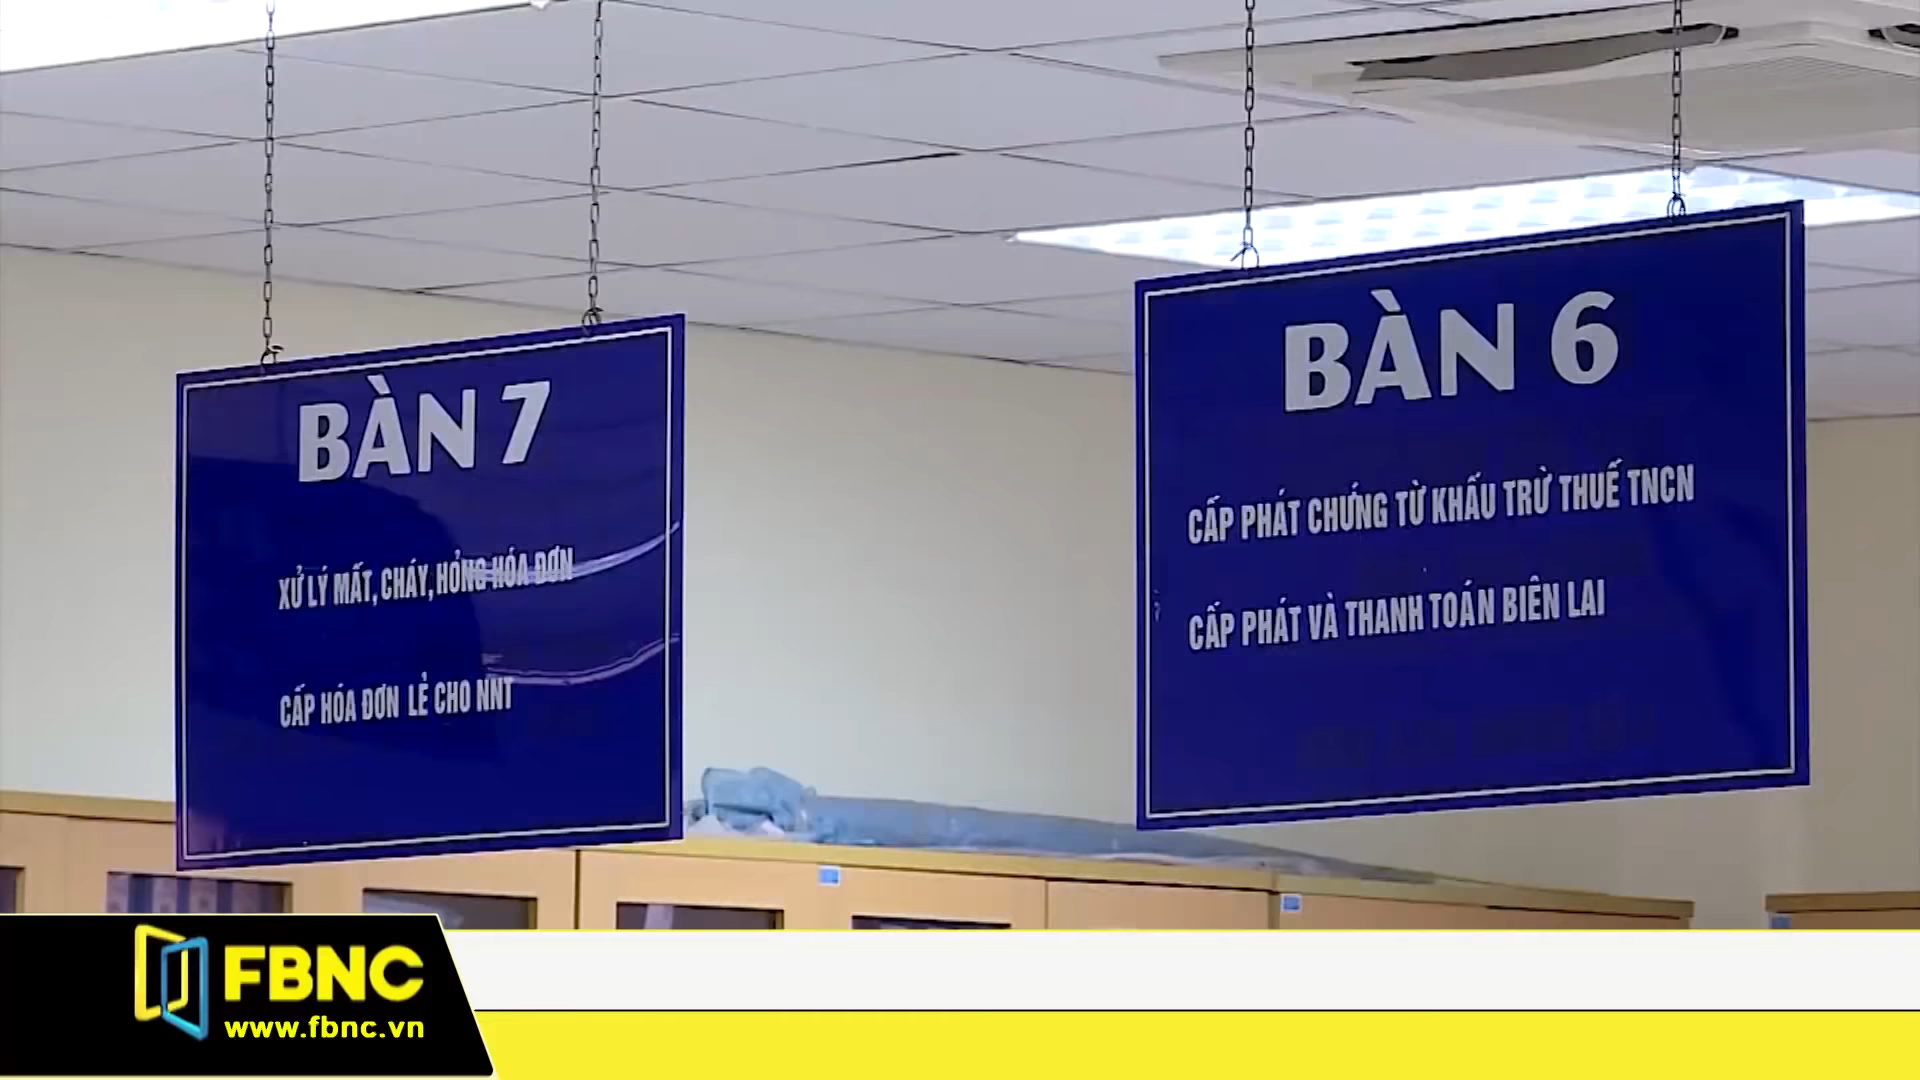 BÀN 7
XỬ LÝ MẤT, CHÁY, HỎNG HÓA ĐƠN
CẤP HÓA ĐƠN LẺ CHO NNT
BÀN 6
CẤP PHÁT CHỨNG TỪ KHẤU TRỪ THUẾ TNCN
CẤP PHÁT VÀ THANH TOÁN BIÊN LAI
FBNC
www.fbnc.vn